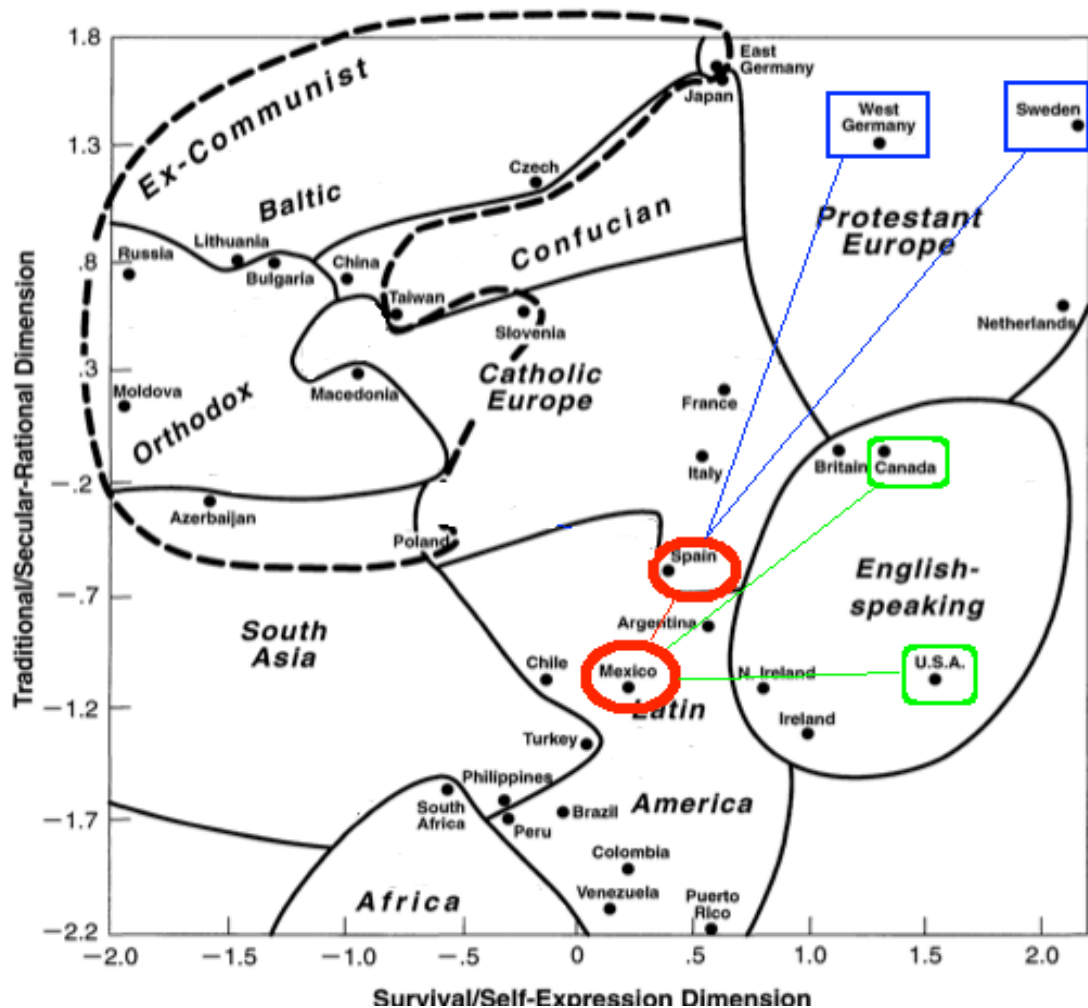 1.8
1.3
.8
.3
−.2
−.7
−1.2
−1.7
−2.2
Traditional/Secular-Rational Dimension
East
Germany
Japan
West
Germany
Sweden
Ex-Communist
Czech
Baltic
Confucian
Protestant
Europe
Russia
Lithuania
Bulgaria
China
Taiwan
Slovenia
Netherlands
Moldova
Macedonia
Catholic
Europe
France
Orthodox
Italy
Britain
Canada
Azerbaijan
Poland
Spain
English-
speaking
South
Asia
Argentina
Chile
Mexico
N. Ireland
U.S.A.
Latin
Ireland
Turkey
Philippines
South
Africa
Peru
Brazil
America
Colombia
Venezuela
Puerto
Rico
Africa
−2.0
−1.5
−1.0
−.5
0
.5
1.0
1.5
2.0
Survival/Self-Expression Dimension